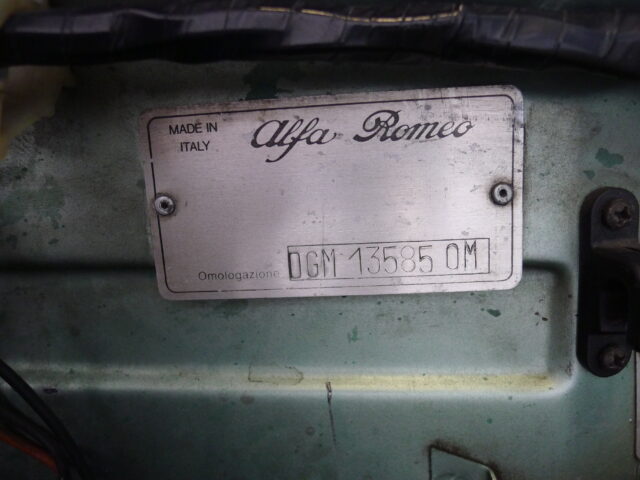 MADE IN
ITALY
Alfa Romeo
Omologazione DGM 13585 OM